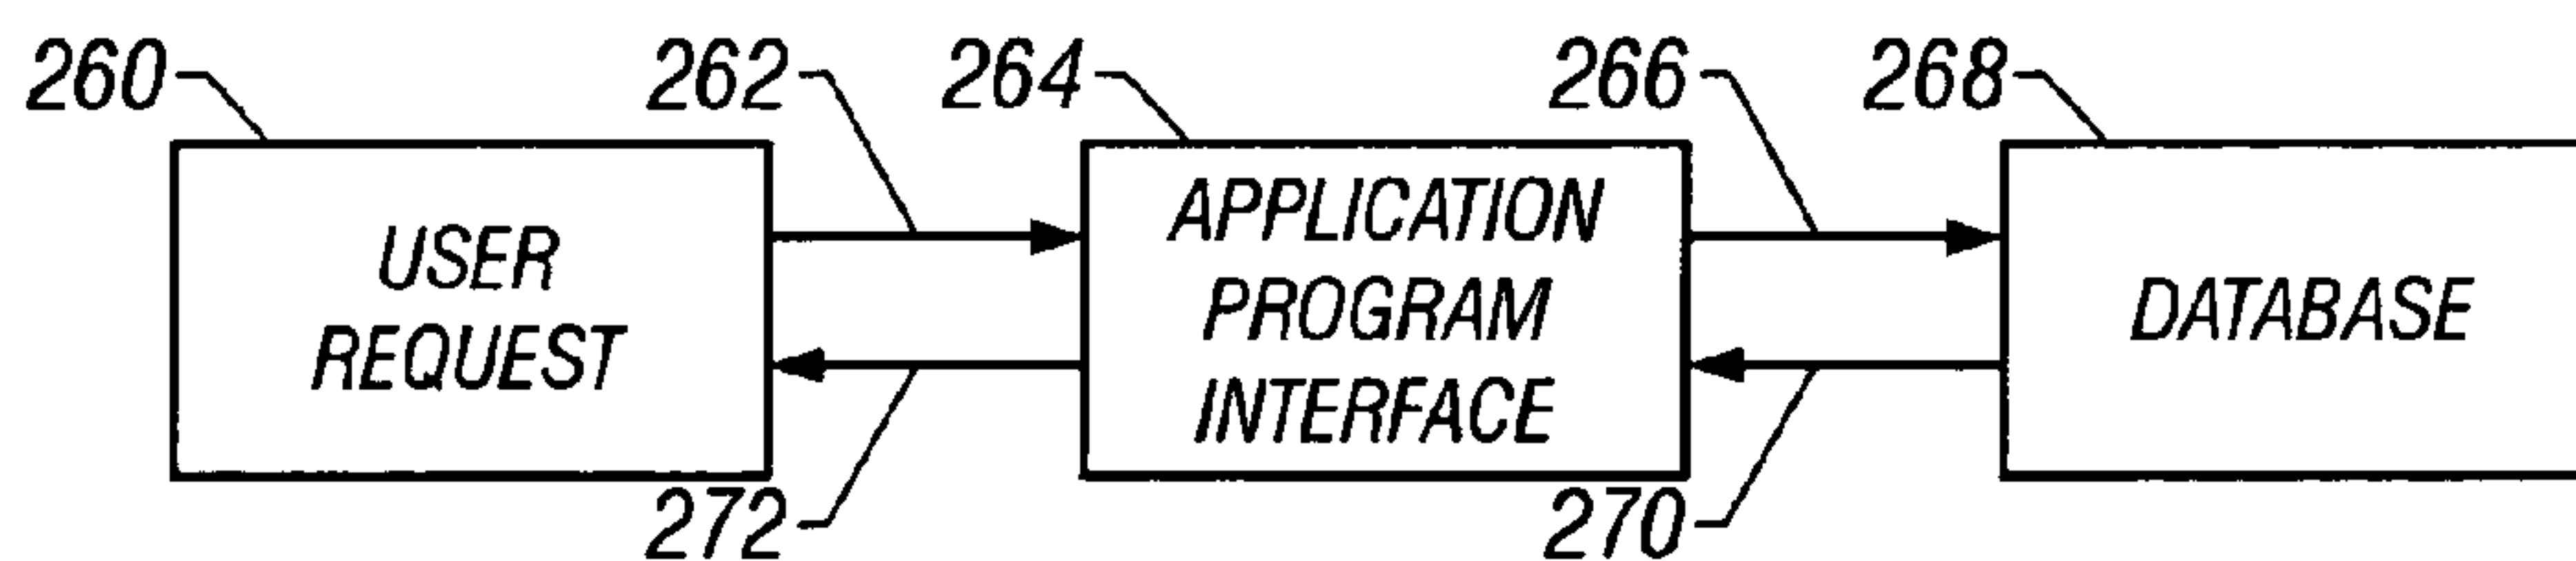 260
262
264
266
268
USER
REQUEST
APPLICATION
PROGRAM
INTERFACE
DATABASE
272
270